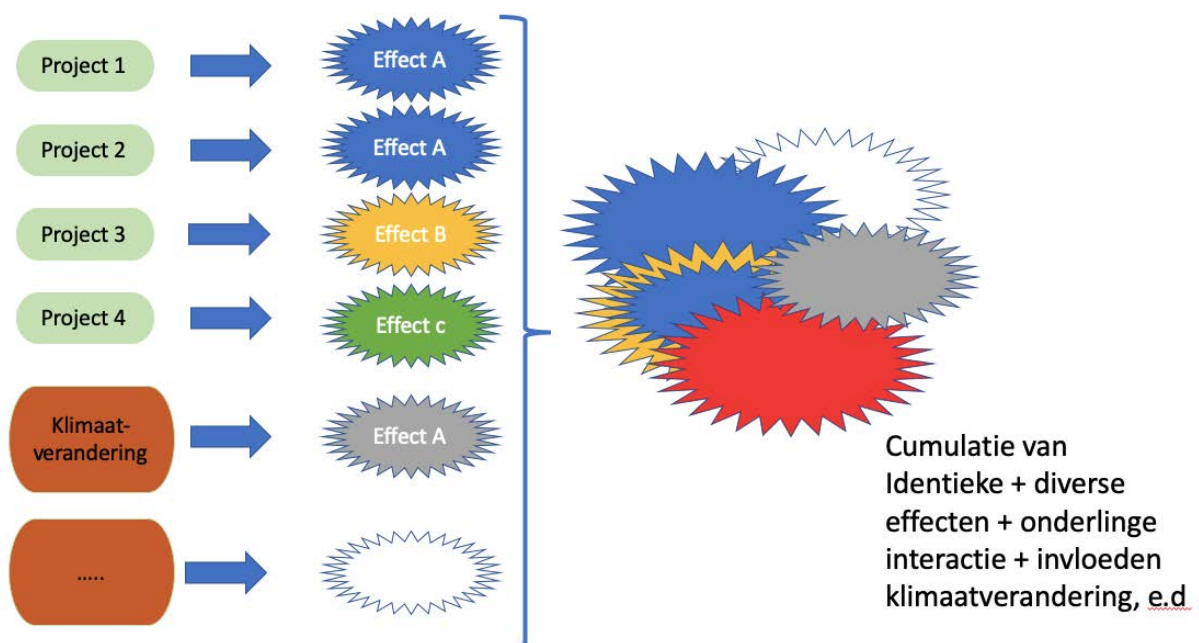 Project 1
Effect A
Project 2
Effect A
Project 3
Effect B
Project 4
Effect c
Klimaat-
verandering
Effect A
.....
Cumulatie van
Identieke + diverse
effecten + onderlinge
interactie + invloeden
klimaatverandering, e.d